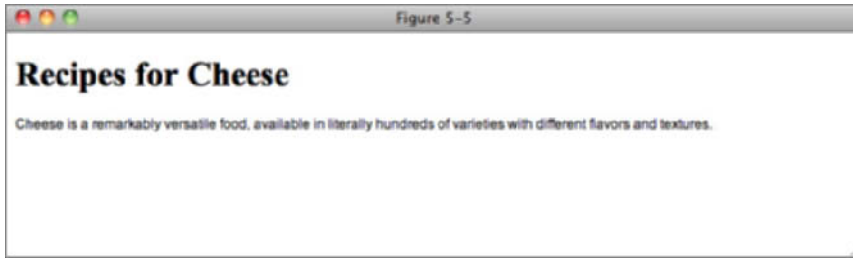 Figure 5-5
Recipes for Cheese
Cheese is a remarkably versatile food, available in literally hundreds of varieties with different flavors and textures.